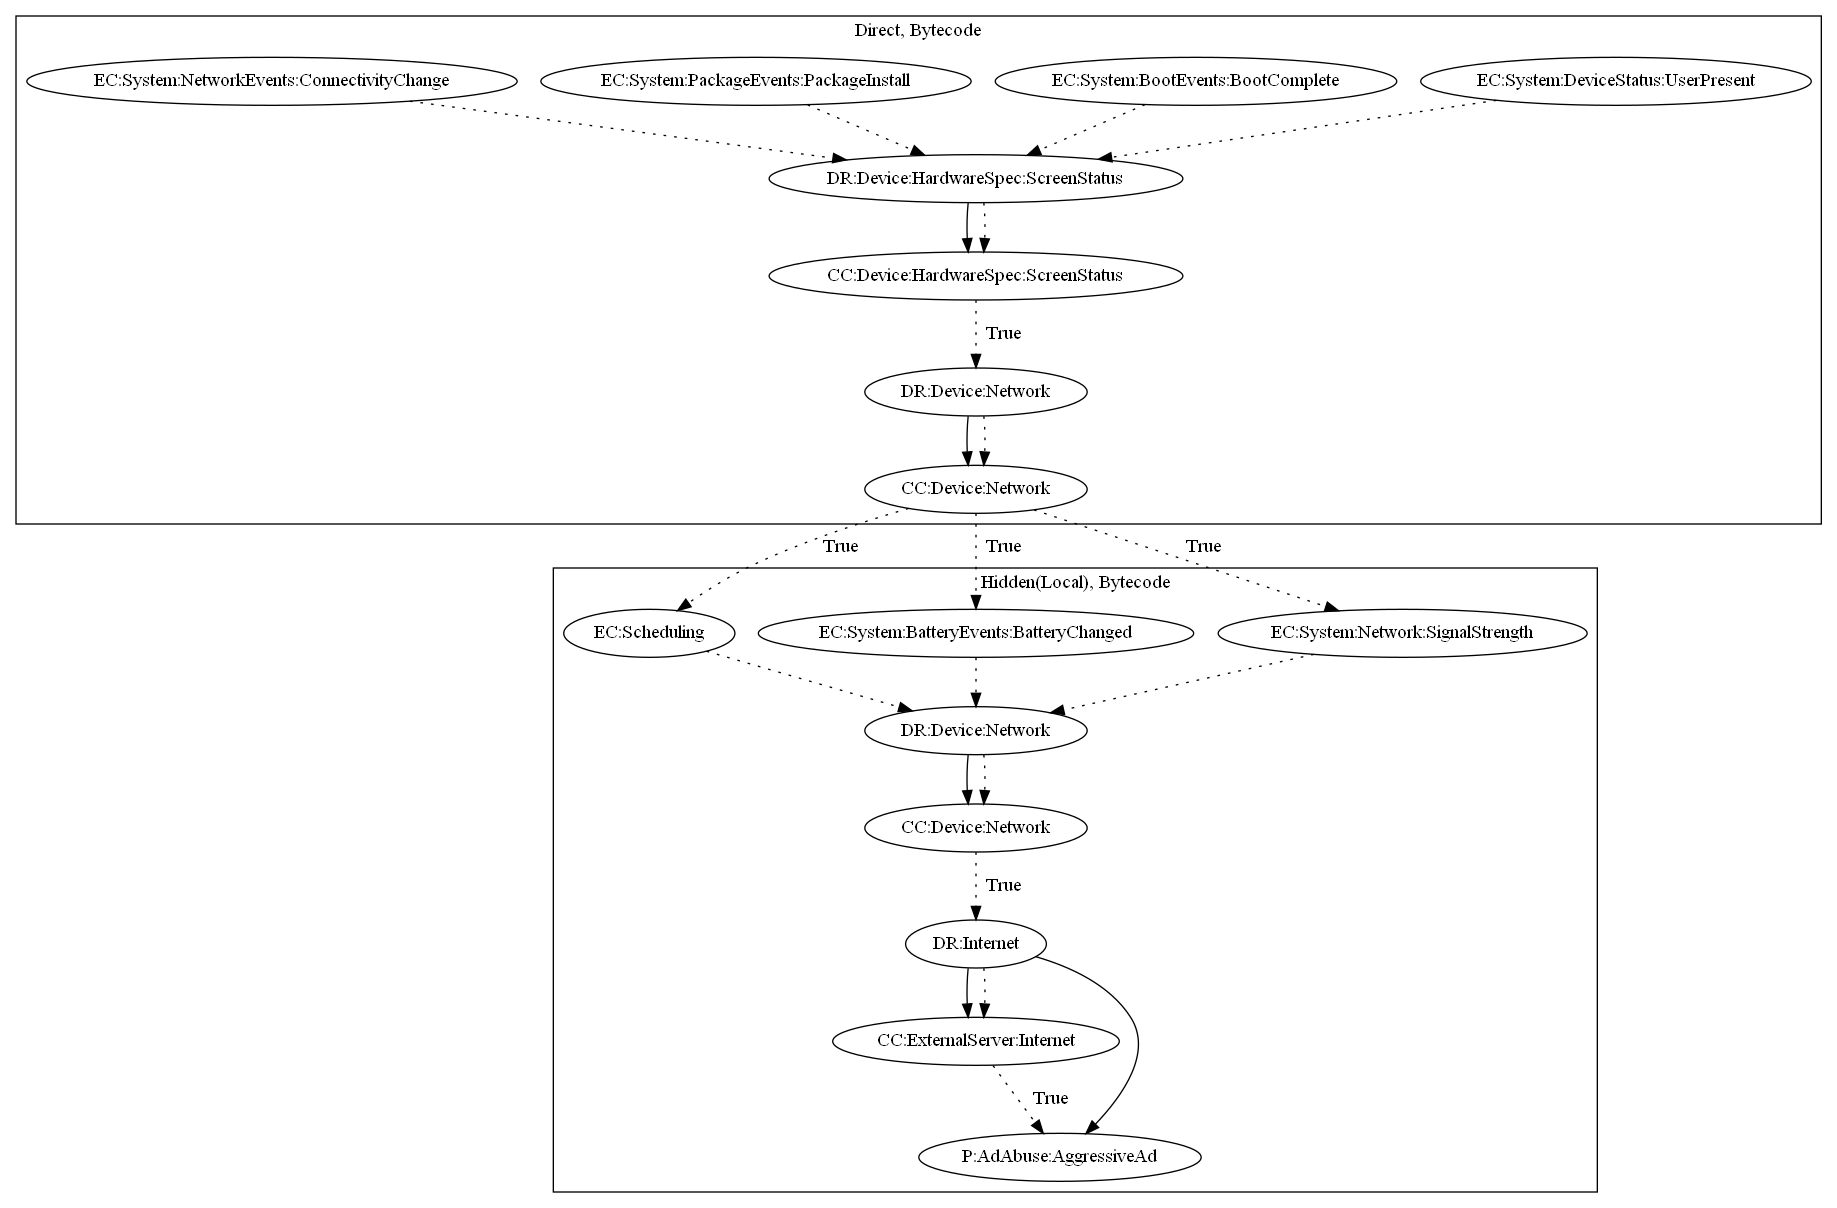 Direct, Bytecode
EC:System:NetworkEvents:ConnectivityChange
EC:System:PackageEvents:PackageInstall
EC:System:BootEvents:BootComplete
EC:System:DeviceStatus:UserPresent
DR:Device:HardwareSpec:ScreenStatus
CC:Device:HardwareSpec:ScreenStatus
True
DR:Device:Network
CC:Device:Network
True
True
True
Hidden(Local), Bytecode
EC:Scheduling
EC:System:BatteryEvents:BatteryChanged
EC:System:Network:SignalStrength
DR:Device:Network
CC:Device:Network
True
DR:Internet
CC:ExternalServer:Internet
True
P:AdAbuse:AggressiveAd